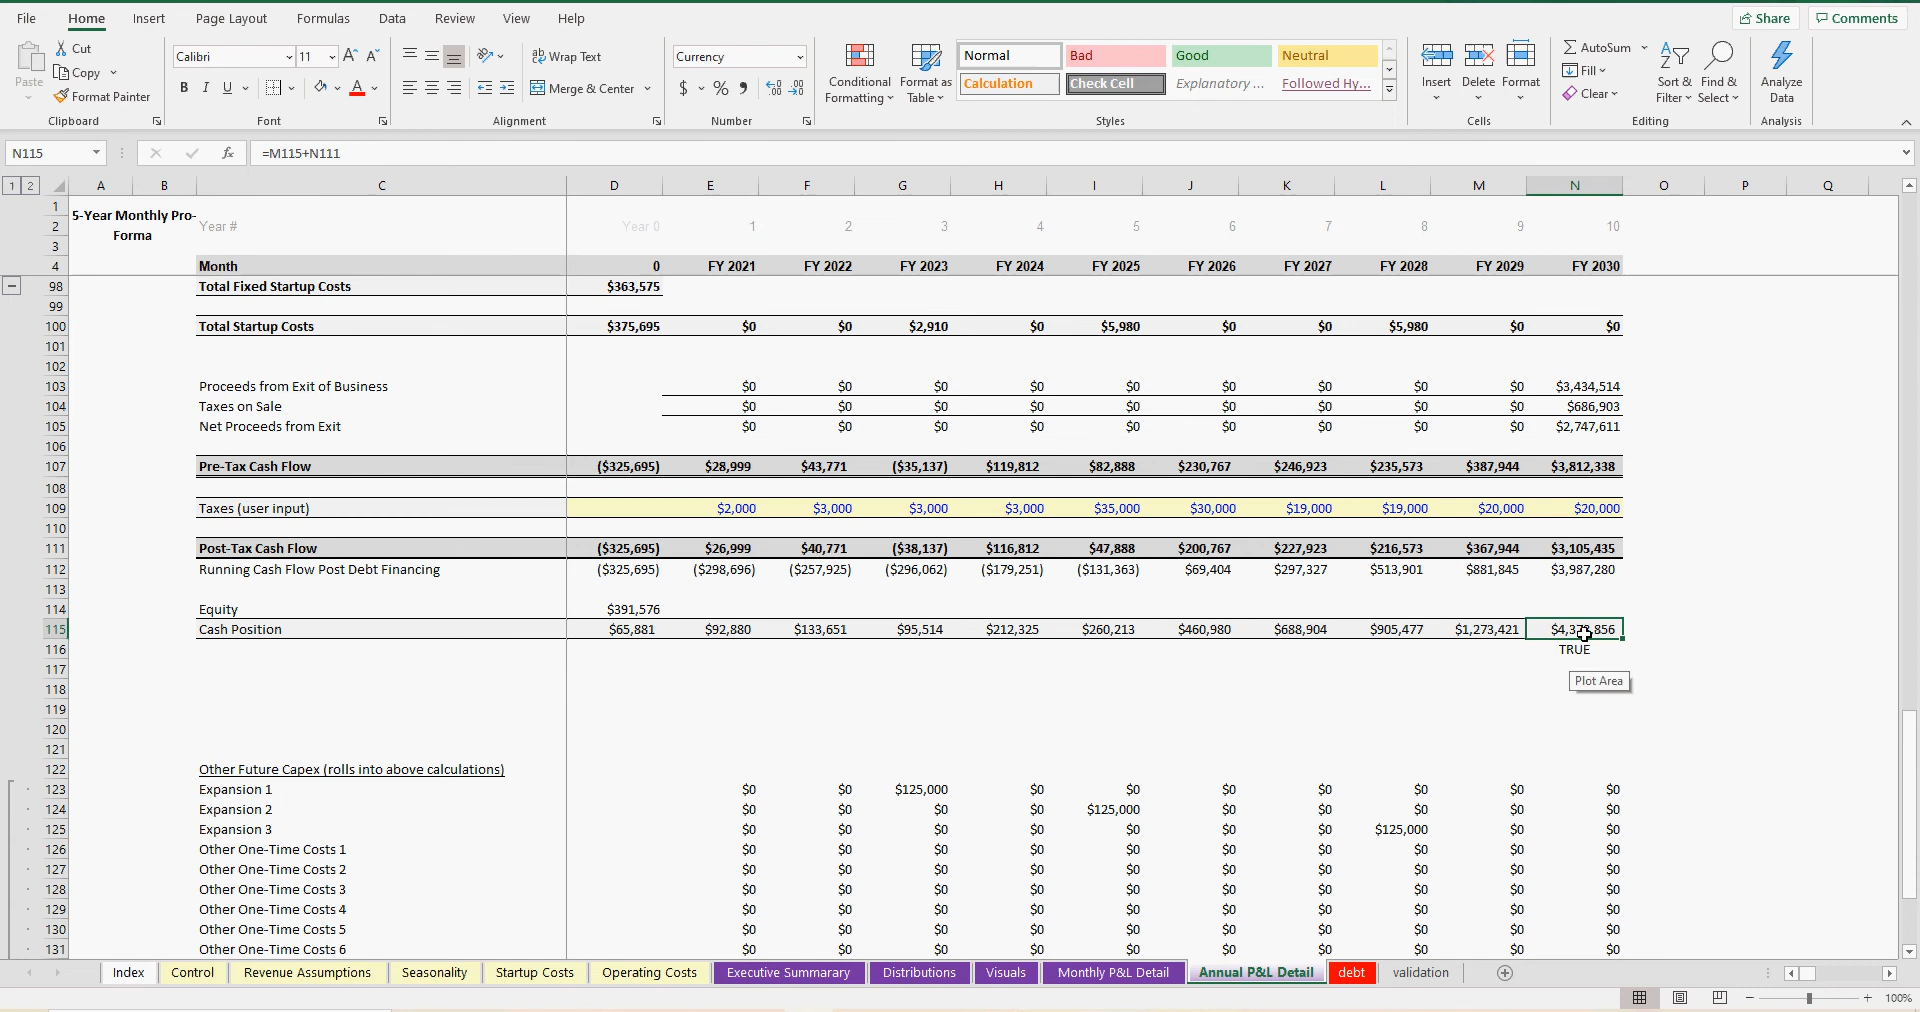 File Home Insert Page Layout Formulas Data Review View Help Share Comments
Paste Cut Copy Format Painter Clipboard
Calibri 11 A A B I U A Font
Wrap Text Merge & Center Alignment
Currency $ % Number
Conditional Formatting Format as Table
Normal Bad Good Neutral
Calculation Check Cell Explanatory ... Followed Hy...
Styles
Insert Delete Format Cells
AutoSum Fill Clear Sort & Filter Find & Select Editing
Analyze Data Analysis
N115 fx =M115+N111
1 2 A B C D E F G H I J K L M N O P Q
1
2 5-Year Monthly Pro-Forma Year # Year 0 1 2 3 4 5 6 7 8 9 10
3
4 Month 0 FY 2021 FY 2022 FY 2023 FY 2024 FY 2025 FY 2026 FY 2027 FY 2028 FY 2029 FY 2030
98 Total Fixed Startup Costs $363,575
99
100 Total Startup Costs $375,695 $0 $0 $2,910 $0 $5,980 $0 $0 $5,980 $0 $0
101
102
103 Proceeds from Exit of Business $0 $0 $0 $0 $0 $0 $0 $0 $0 $3,434,514
104 Taxes on Sale $0 $0 $0 $0 $0 $0 $0 $0 $0 $686,903
105 Net Proceeds from Exit $0 $0 $0 $0 $0 $0 $0 $0 $0 $2,747,611
106
107 Pre-Tax Cash Flow ($325,695) $28,999 $43,771 ($35,137) $119,812 $82,888 $230,767 $246,923 $235,573 $387,944 $3,812,338
108
109 Taxes (user input) $2,000 $3,000 $3,000 $3,000 $35,000 $30,000 $19,000 $19,000 $20,000 $20,000
110
111 Post-Tax Cash Flow ($325,695) $26,999 $40,771 ($38,137) $116,812 $47,888 $200,767 $227,923 $216,573 $367,944 $3,105,435
112 Running Cash Flow Post Debt Financing ($325,695) ($298,696) ($257,925) ($296,062) ($179,251) ($131,363) $69,404 $297,327 $513,901 $881,845 $3,987,280
113
114 Equity $391,576
115 Cash Position $65,881 $92,880 $133,651 $95,514 $212,325 $260,213 $460,980 $688,904 $905,477 $1,273,421
116 TRUE
117
Plot Area
118
119
120
121
122 Other Future Capex (rolls into above calculations)
123 Expansion 1 $0 $0 $125,000 $0 $0 $0 $0 $0 $0 $0
124 Expansion 2 $0 $0 $0 $0 $125,000 $0 $0 $0 $0 $0
125 Expansion 3 $0 $0 $0 $0 $0 $0 $0 $125,000 $0 $0
126 Other One-Time Costs 1 $0 $0 $0 $0 $0 $0 $0 $0 $0 $0
127 Other One-Time Costs 2 $0 $0 $0 $0 $0 $0 $0 $0 $0 $0
128 Other One-Time Costs 3 $0 $0 $0 $0 $0 $0 $0 $0 $0 $0
129 Other One-Time Costs 4 $0 $0 $0 $0 $0 $0 $0 $0 $0 $0
130 Other One-Time Costs 5 $0 $0 $0 $0 $0 $0 $0 $0 $0 $0
131 Other One-Time Costs 6 $0 $0 $0 $0 $0 $0 $0 $0 $0 $0
Index Control Revenue Assumptions Seasonality Startup Costs Operating Costs Executive Summarary Distributions Visuals Monthly P&L Detail Annual P&L Detail debt validation
100%